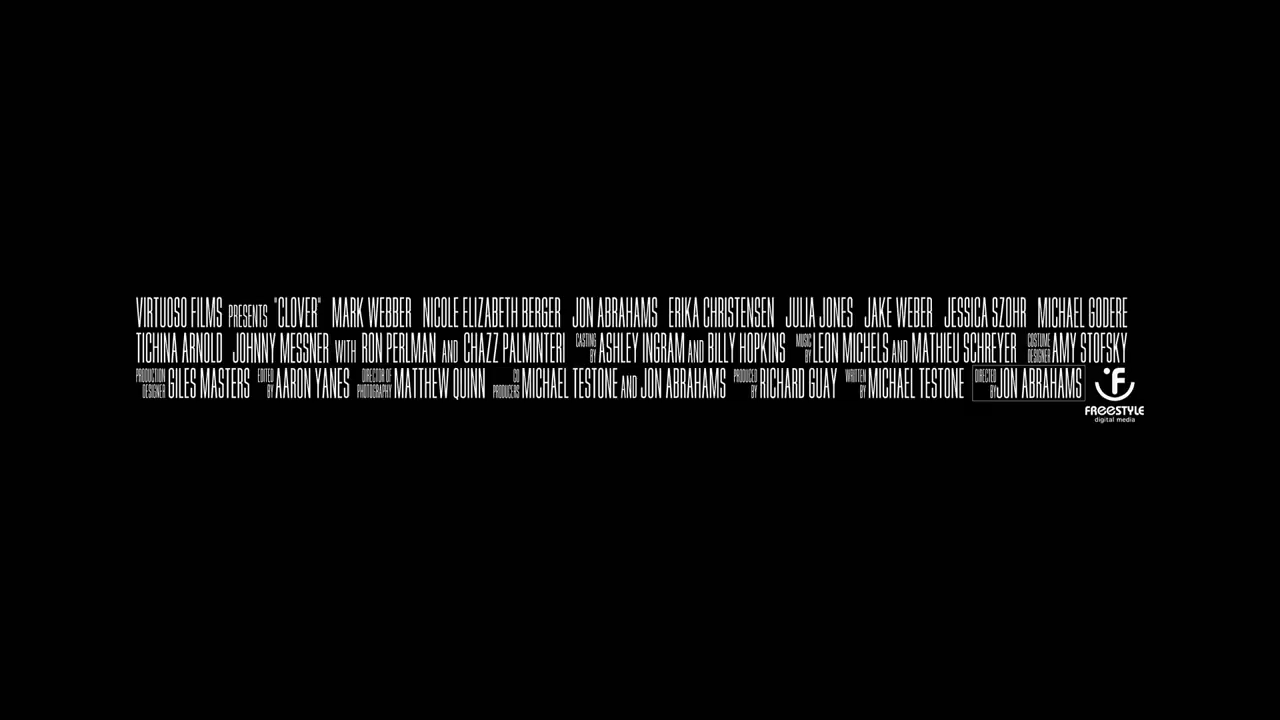 VIRTUOSO FILMS PRESENTS "CLOVER" MARK WEBBER NICOLE ELIZABETH BERGER JON ABRAHAMS ERIKA CHRISTENSEN JULIA JONES JAKE WEBER JESSICA SZOHR MICHAEL GODERE
TICHINA ARNOLD JOHNNY MESSNER WITH RON PERLMAN AND CHAZZ PALMINTERI CASTING BY ASHLEY INGRAM AND BILLY HOPKINS MUSIC BY LEON MICHELS AND MATHIEU SCHREYER COSTUME DESIGNER AMY STOFSKY
PRODUCTION DESIGNER GILES MASTERS EDITED BY AARON YANES DIRECTOR OF PHOTOGRAPHY MATTHEW QUINN CO PRODUCERS MICHAEL TESTONE AND JON ABRAHAMS PRODUCED BY RICHARD GUAY WRITTEN BY MICHAEL TESTONE DIRECTED BY JON ABRAHAMS
FREESTYLE
digital media